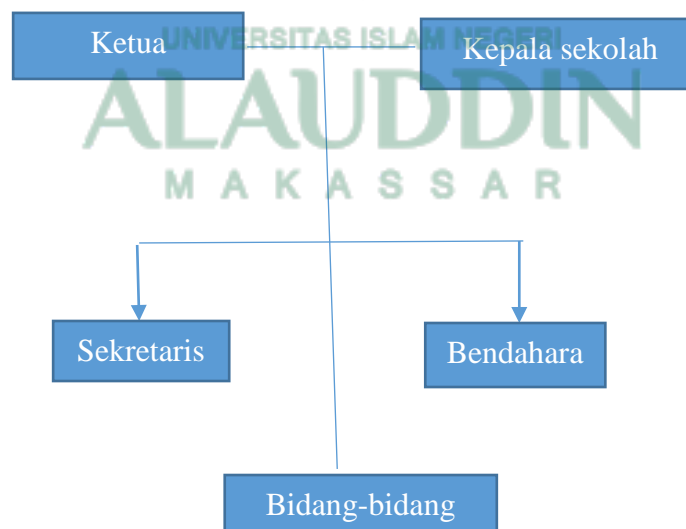 Ketua
UNIVERSITAS ISLAM NEGERI
Kepala sekolah
ALAUDDIN
MAKASSAR
Sekretaris
Bendahara
Bidang-bidang